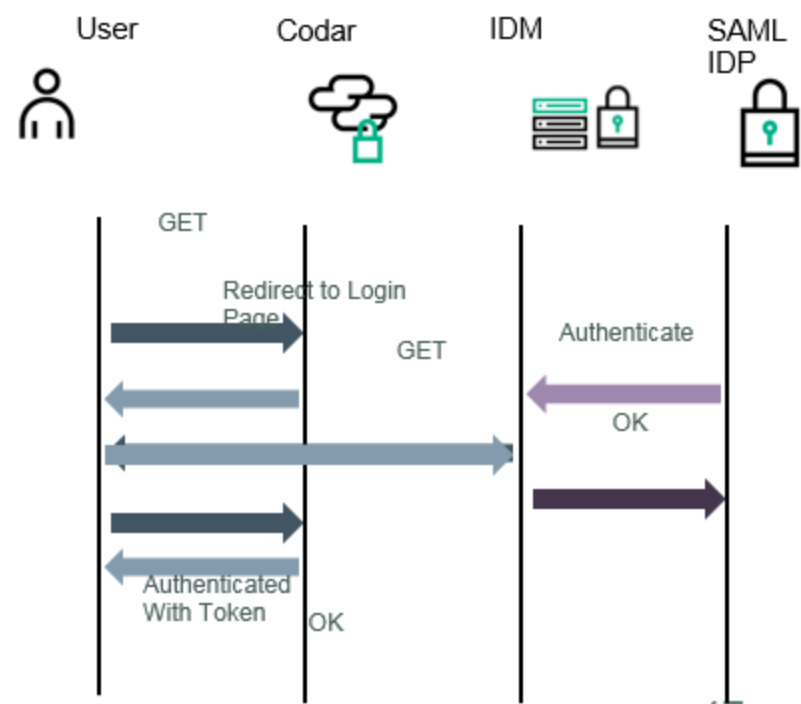 User
Codar
IDM
SAML
IDP
GET
Redirect to Login
Page
GET
Authenticate
OK
Authenticated
With Token
OK